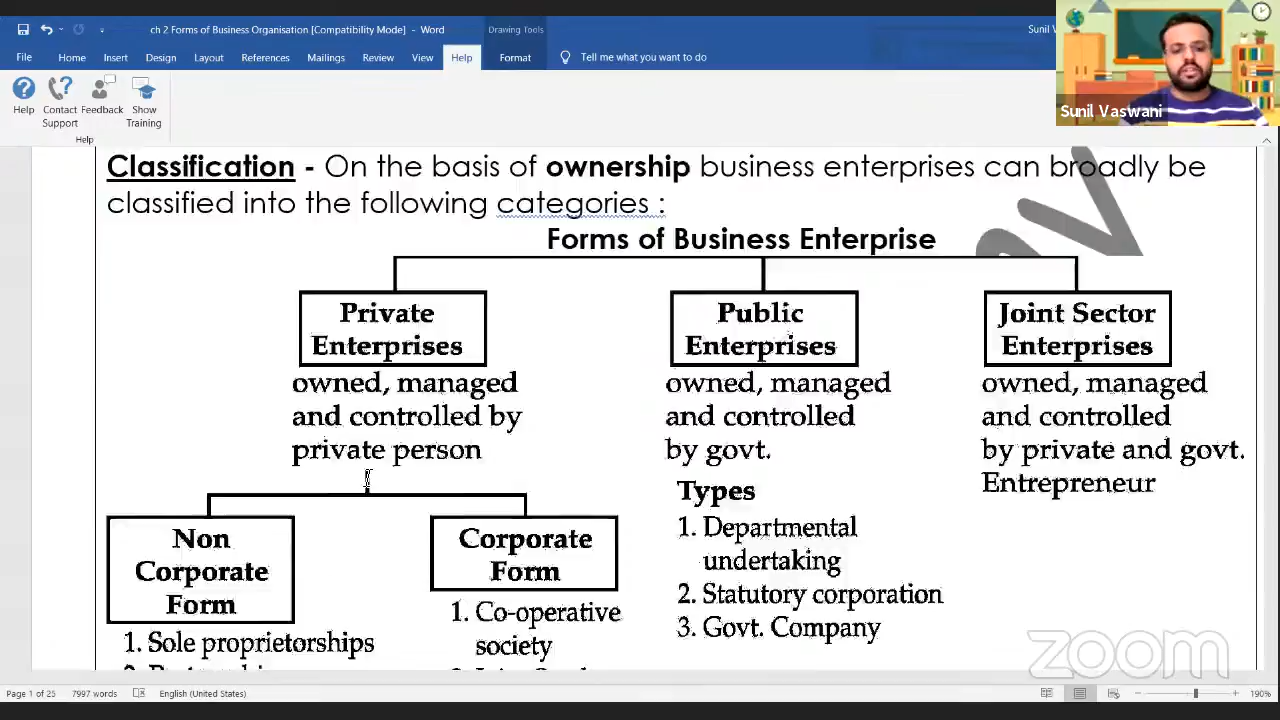 ch 2 Forms of Business Organisation [Compatibility Mode] - Word
Drawing Tools
Sunil
File Home Insert Design Layout References Mailings Review View Help Format Tell me what you want to do
Help Contact Support Feedback Show Training
Help
Sunil Vaswani
Classification - On the basis of ownership business enterprises can broadly be
classified into the following categories :
Forms of Business Enterprise
Private
Enterprises
owned, managed
and controlled by
private person
Public
Enterprises
owned, managed
and controlled
by govt.
Types
1. Departmental
undertaking
2. Statutory corporation
3. Govt. Company
Joint Sector
Enterprises
owned, managed
and controlled
by private and govt.
Entrepreneur
Non
Corporate
Form
1. Sole proprietorships
Corporate
Form
1. Co-operative
society
zoom
Page 1 of 25 7997 words English (United States) 190%